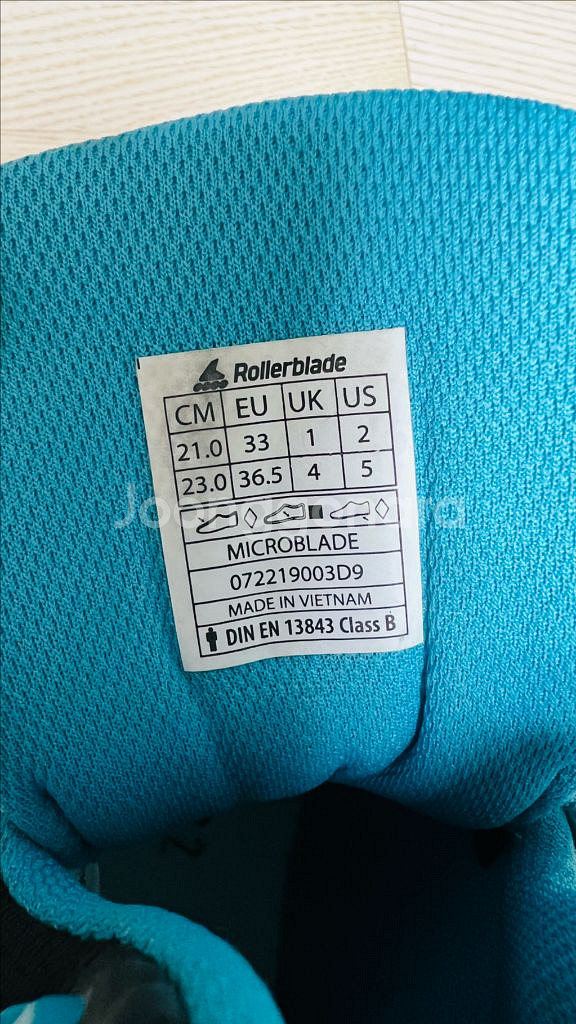 Rollerblade
CM EU UK US
21.0 33 1 2
23.0 36.5 4 5
MICROBLADE
072219003D9
MADE IN VIETNAM
DIN EN 13843 Class B